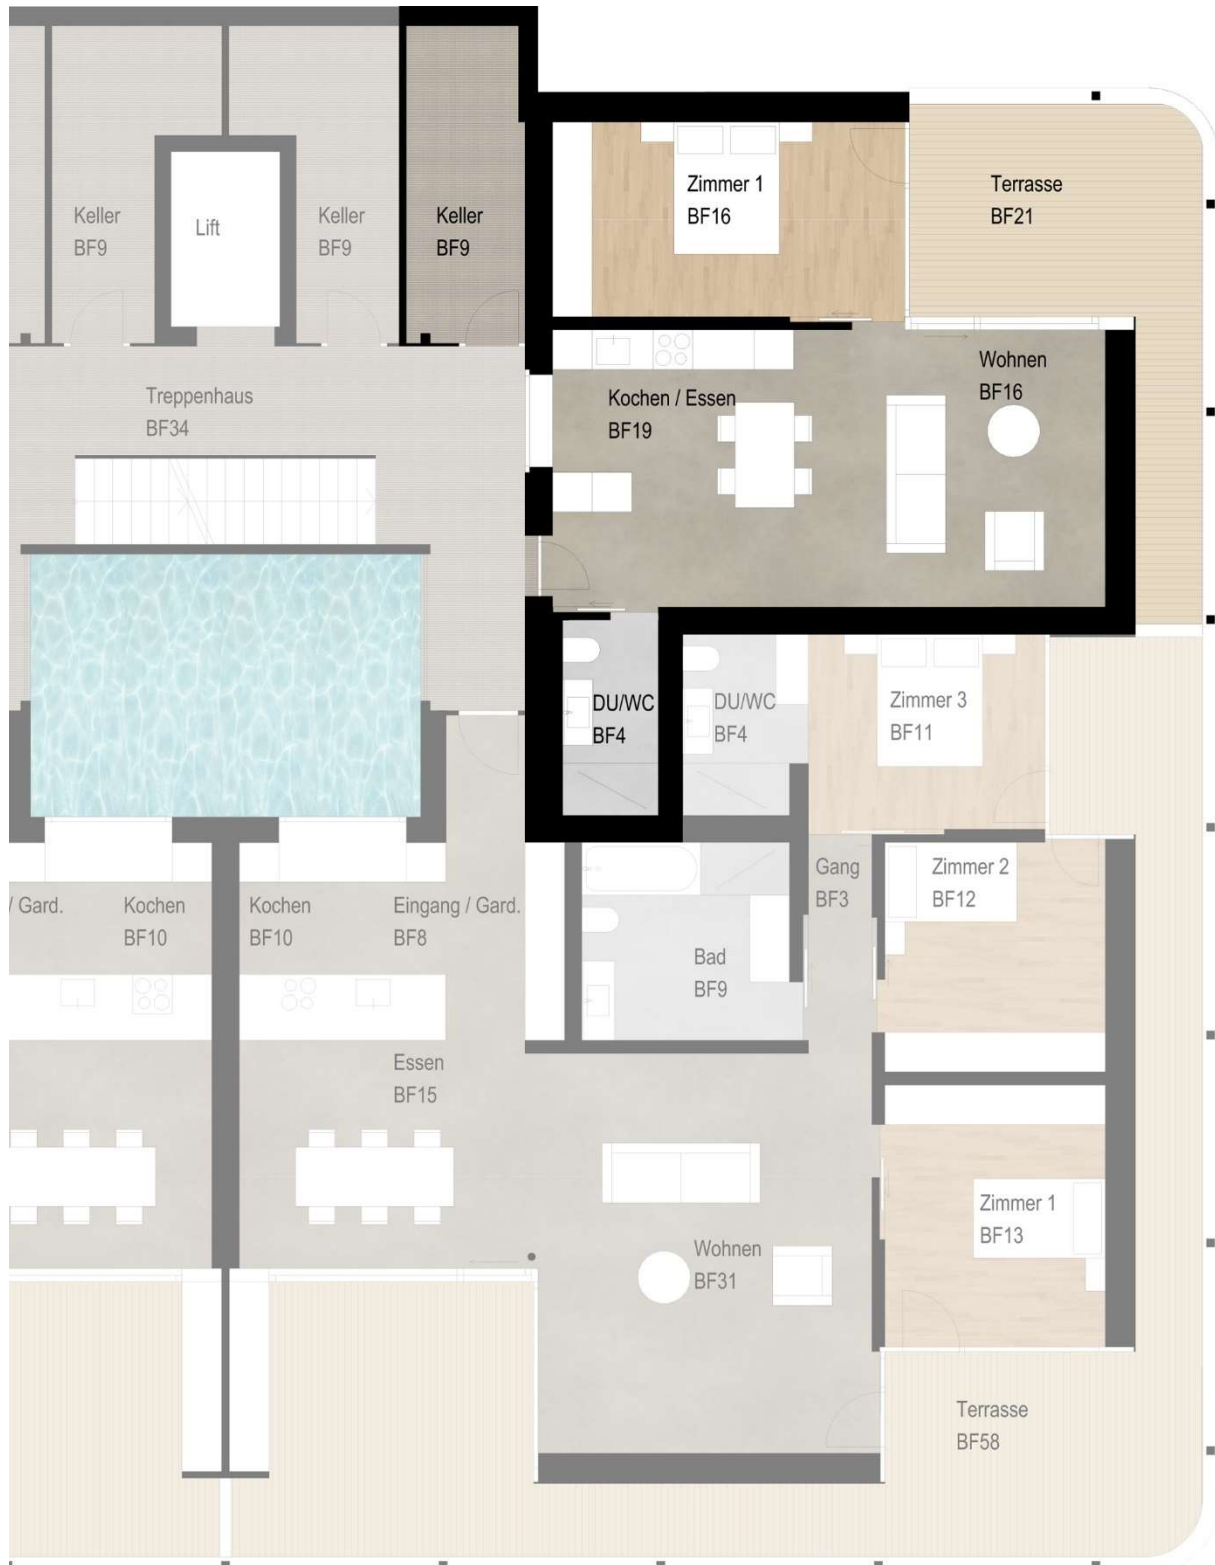 Zimmer 1
BF16
Terrasse
BF21
Keller
BF9
Lift
Keller
BF9
Keller
BF9
Wohnen
BF16
Treppenhaus
BF34
Kochen / Essen
BF19
DU/WC
BF4
DU/WC
BF4
Zimmer 3
BF11
/ Gard.
Kochen
BF10
Kochen
BF10
Eingang / Gard.
BF8
Gang
BF3
Zimmer 2
BF12
Bad
BF9
Essen
BF15
Zimmer 1
BF13
Wohnen
BF31
Terrasse
BF58